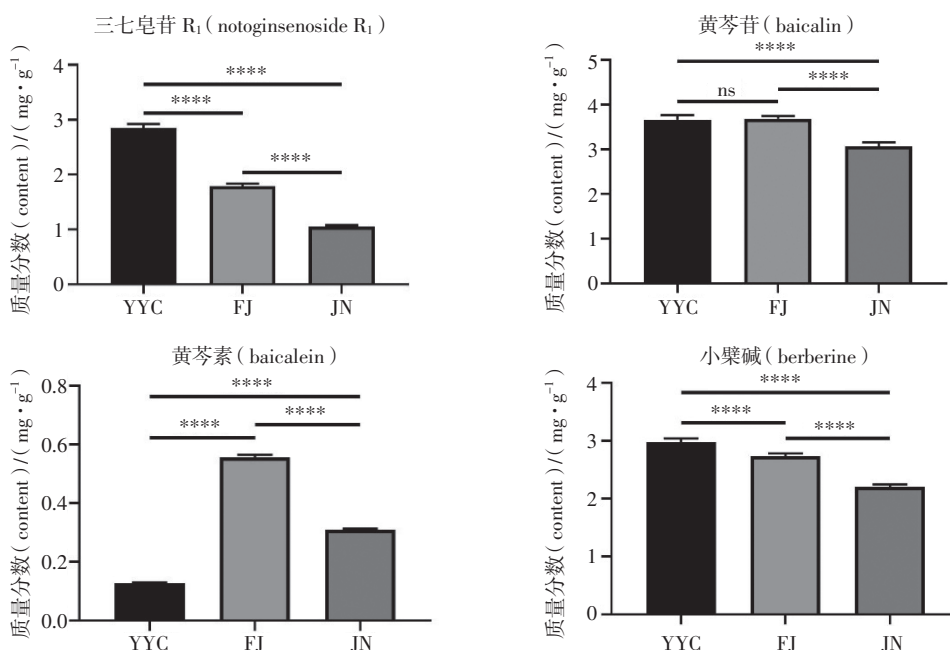 三七皂苷 R₁( notoginsenoside R₁)
质量分数( content )/( mg·g⁻¹)
4
3
2
1
0
****
****
****
YYC FJ JN
黄芩苷( baicalin )
质量分数( content )/( mg·g⁻¹)
5
4
3
2
1
0
****
ns
****
YYC FJ JN
黄芩素( baicalein )
质量分数( content )/( mg·g⁻¹)
0.8
0.6
0.4
0.2
0.0
****
****
****
YYC FJ JN
小檗碱( berberine )
质量分数( content )/( mg·g⁻¹)
4
3
2
1
0
****
****
****
YYC FJ JN